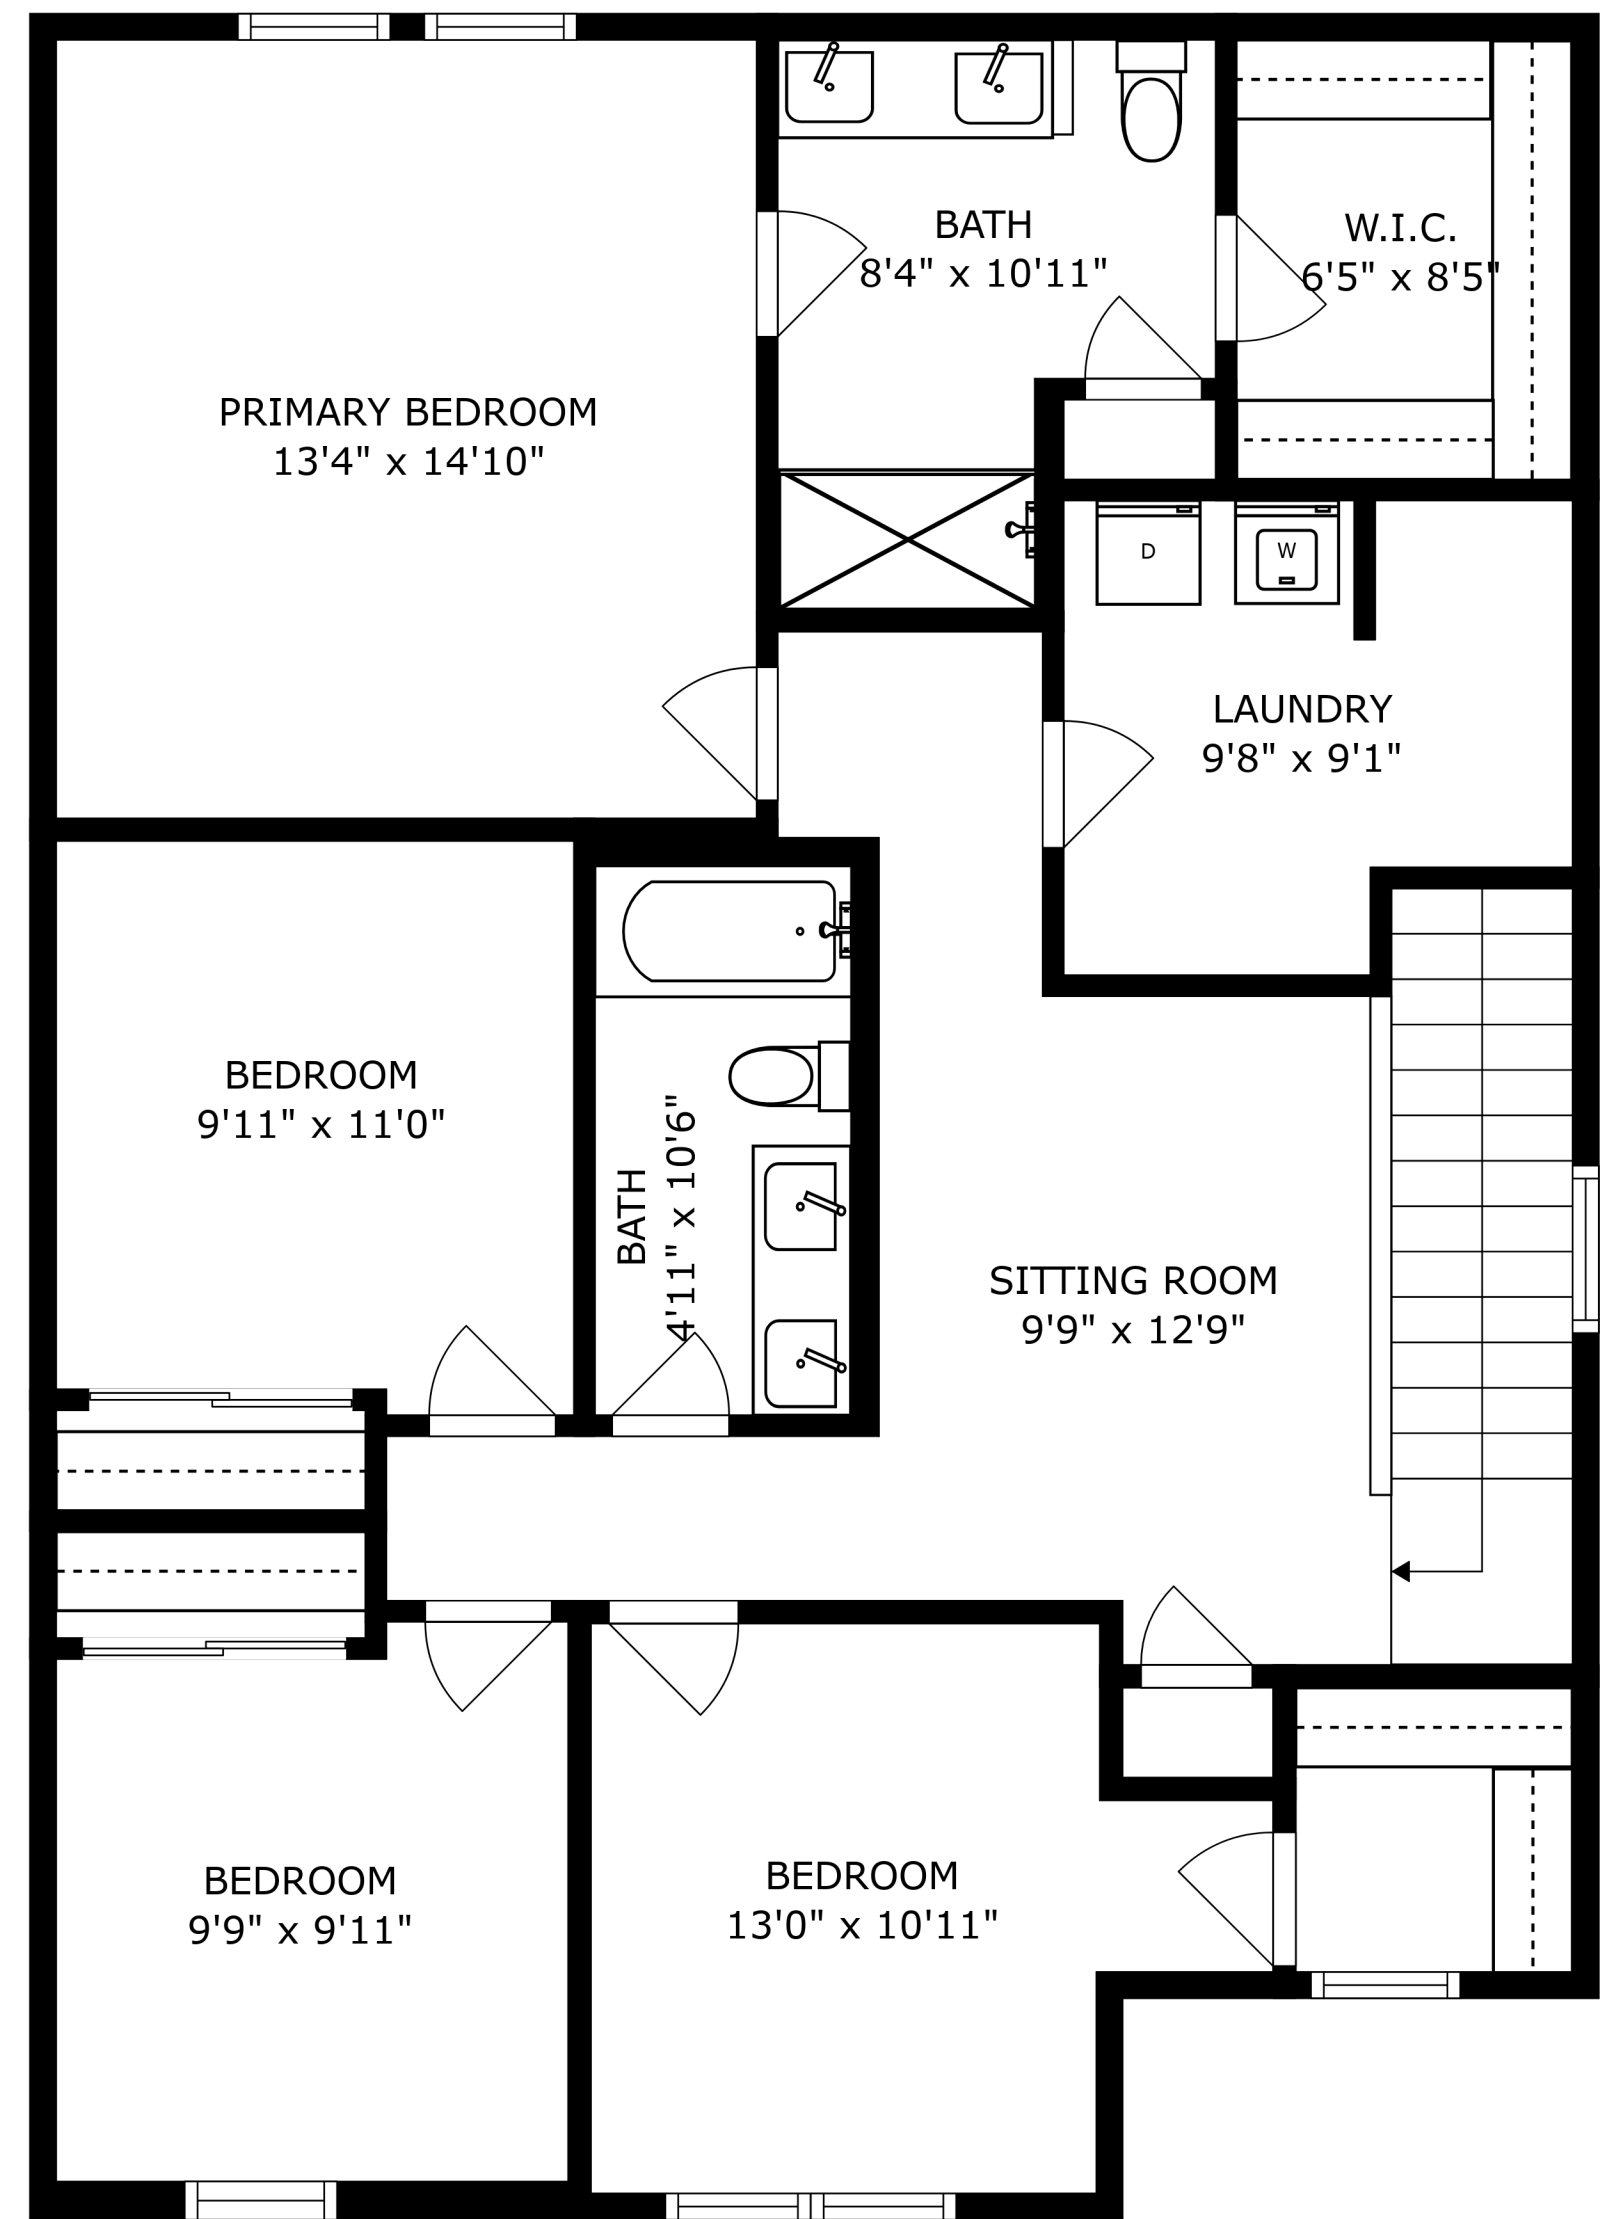 BATH
8'4" x 10'11"
W.I.C.
6'5" x 8'5"
PRIMARY BEDROOM
13'4" x 14'10"
D
W
LAUNDRY
9'8" x 9'1"
BEDROOM
9'11" x 11'0"
BATH
4'11" x 10'6"
SITTING ROOM
9'9" x 12'9"
BEDROOM
9'9" x 9'11"
BEDROOM
13'0" x 10'11"